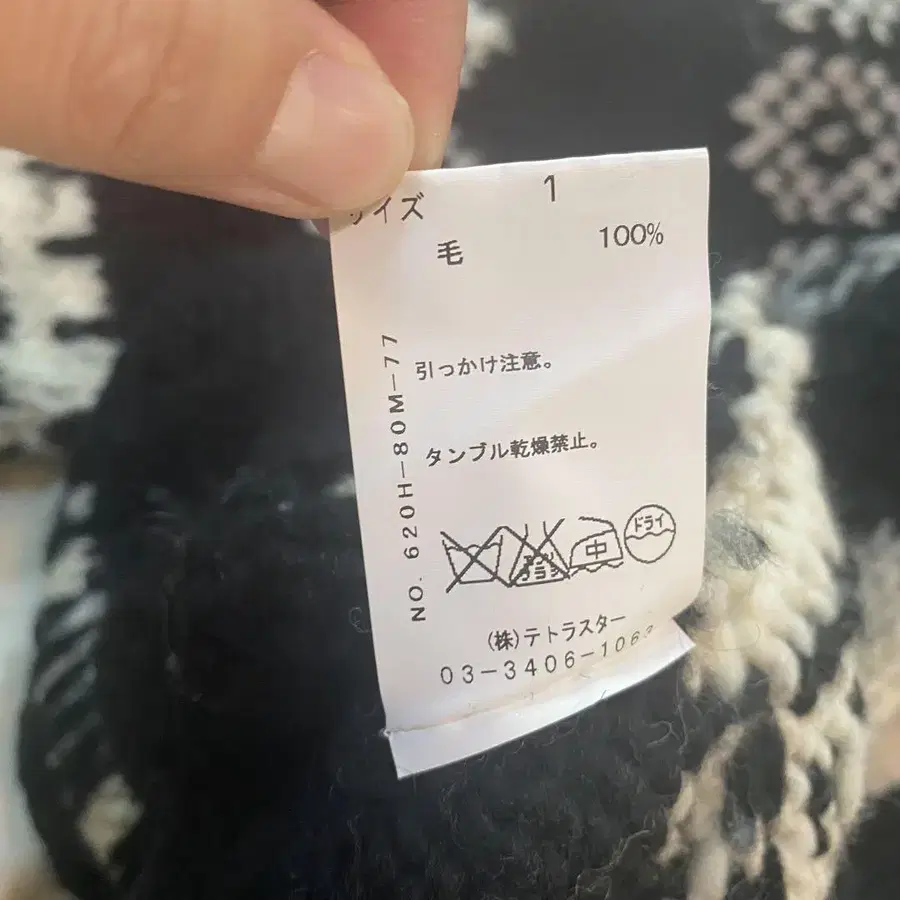 サイズ 1
毛 100%
NO. 620H-80M-77
引っかけ注意。
タンブル乾燥禁止。
中
ドライ
(株)テトラスター
03-3406-106